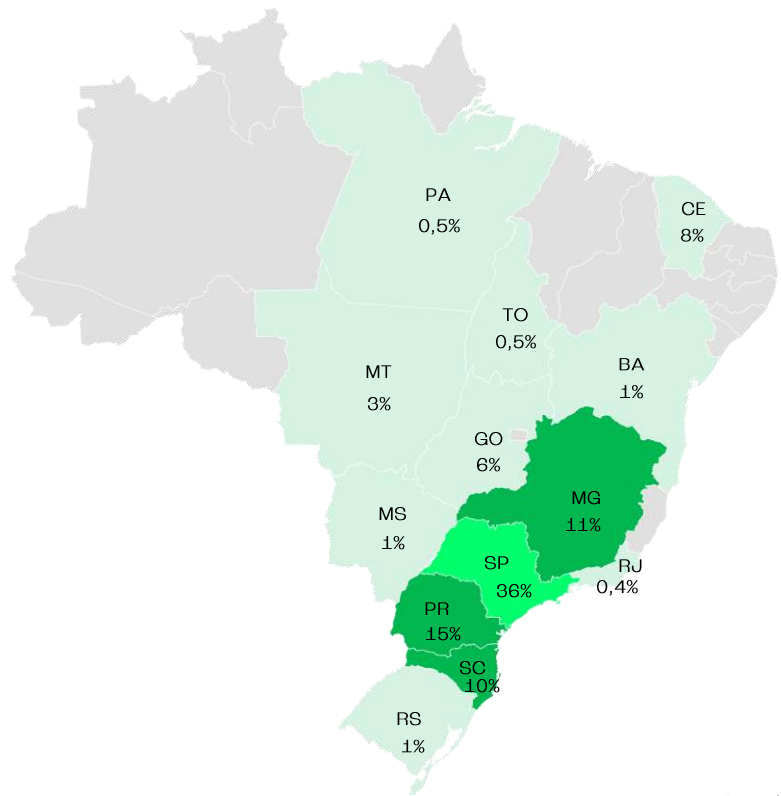 PA
0,5%
CE
8%
TO
0,5%
BA
1%
MT
3%
GO
6%
MG
11%
MS
1%
SP
36%
RJ
0,4%
PR
15%
SC
10%
RS
1%